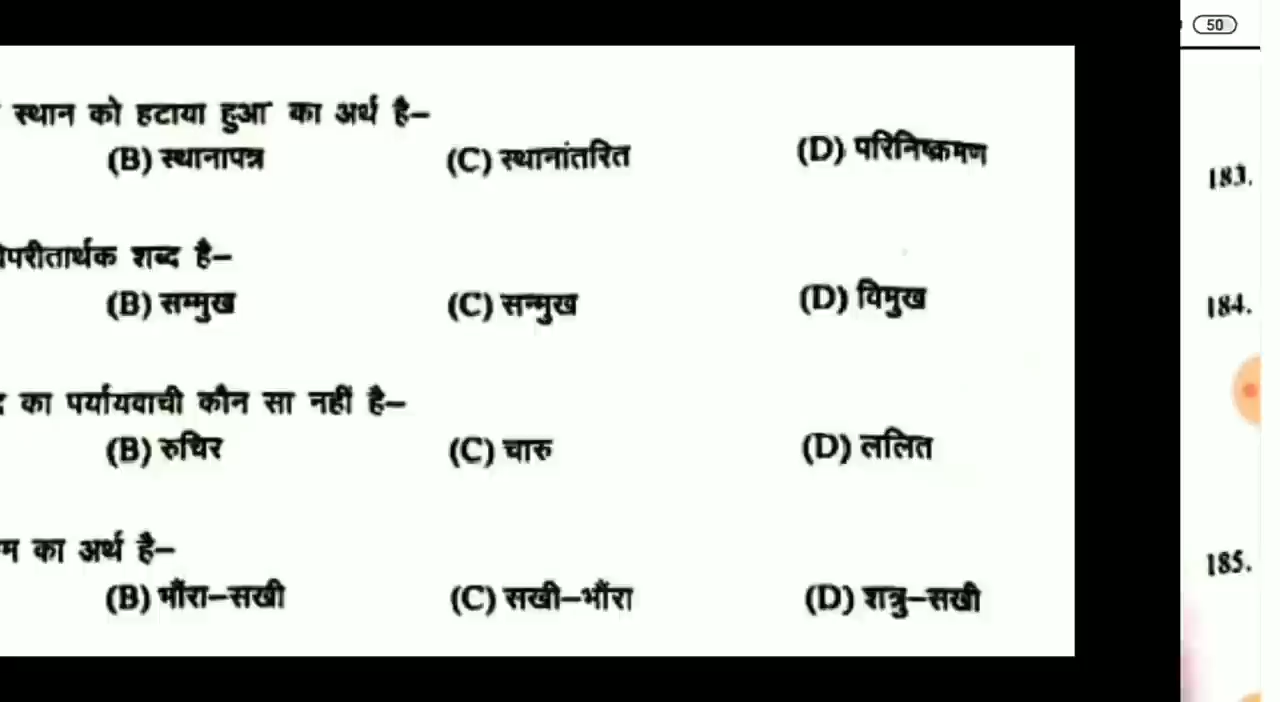 50
स्थान को हटाया हुआ का अर्थ है–
(B) स्थानापन्न (C) स्थानांतरित (D) परिनिष्क्रमण
183.
विपरीतार्थक शब्द है–
(B) सम्मुख (C) सन्मुख (D) विमुख
184.
का पर्यायवाची कौन सा नहीं है–
(B) रुचिर (C) चारु (D) ललित
का अर्थ है–
185.
(B) भौंरा–सखी (C) सखी–भौंरा (D) शत्रु–सखी